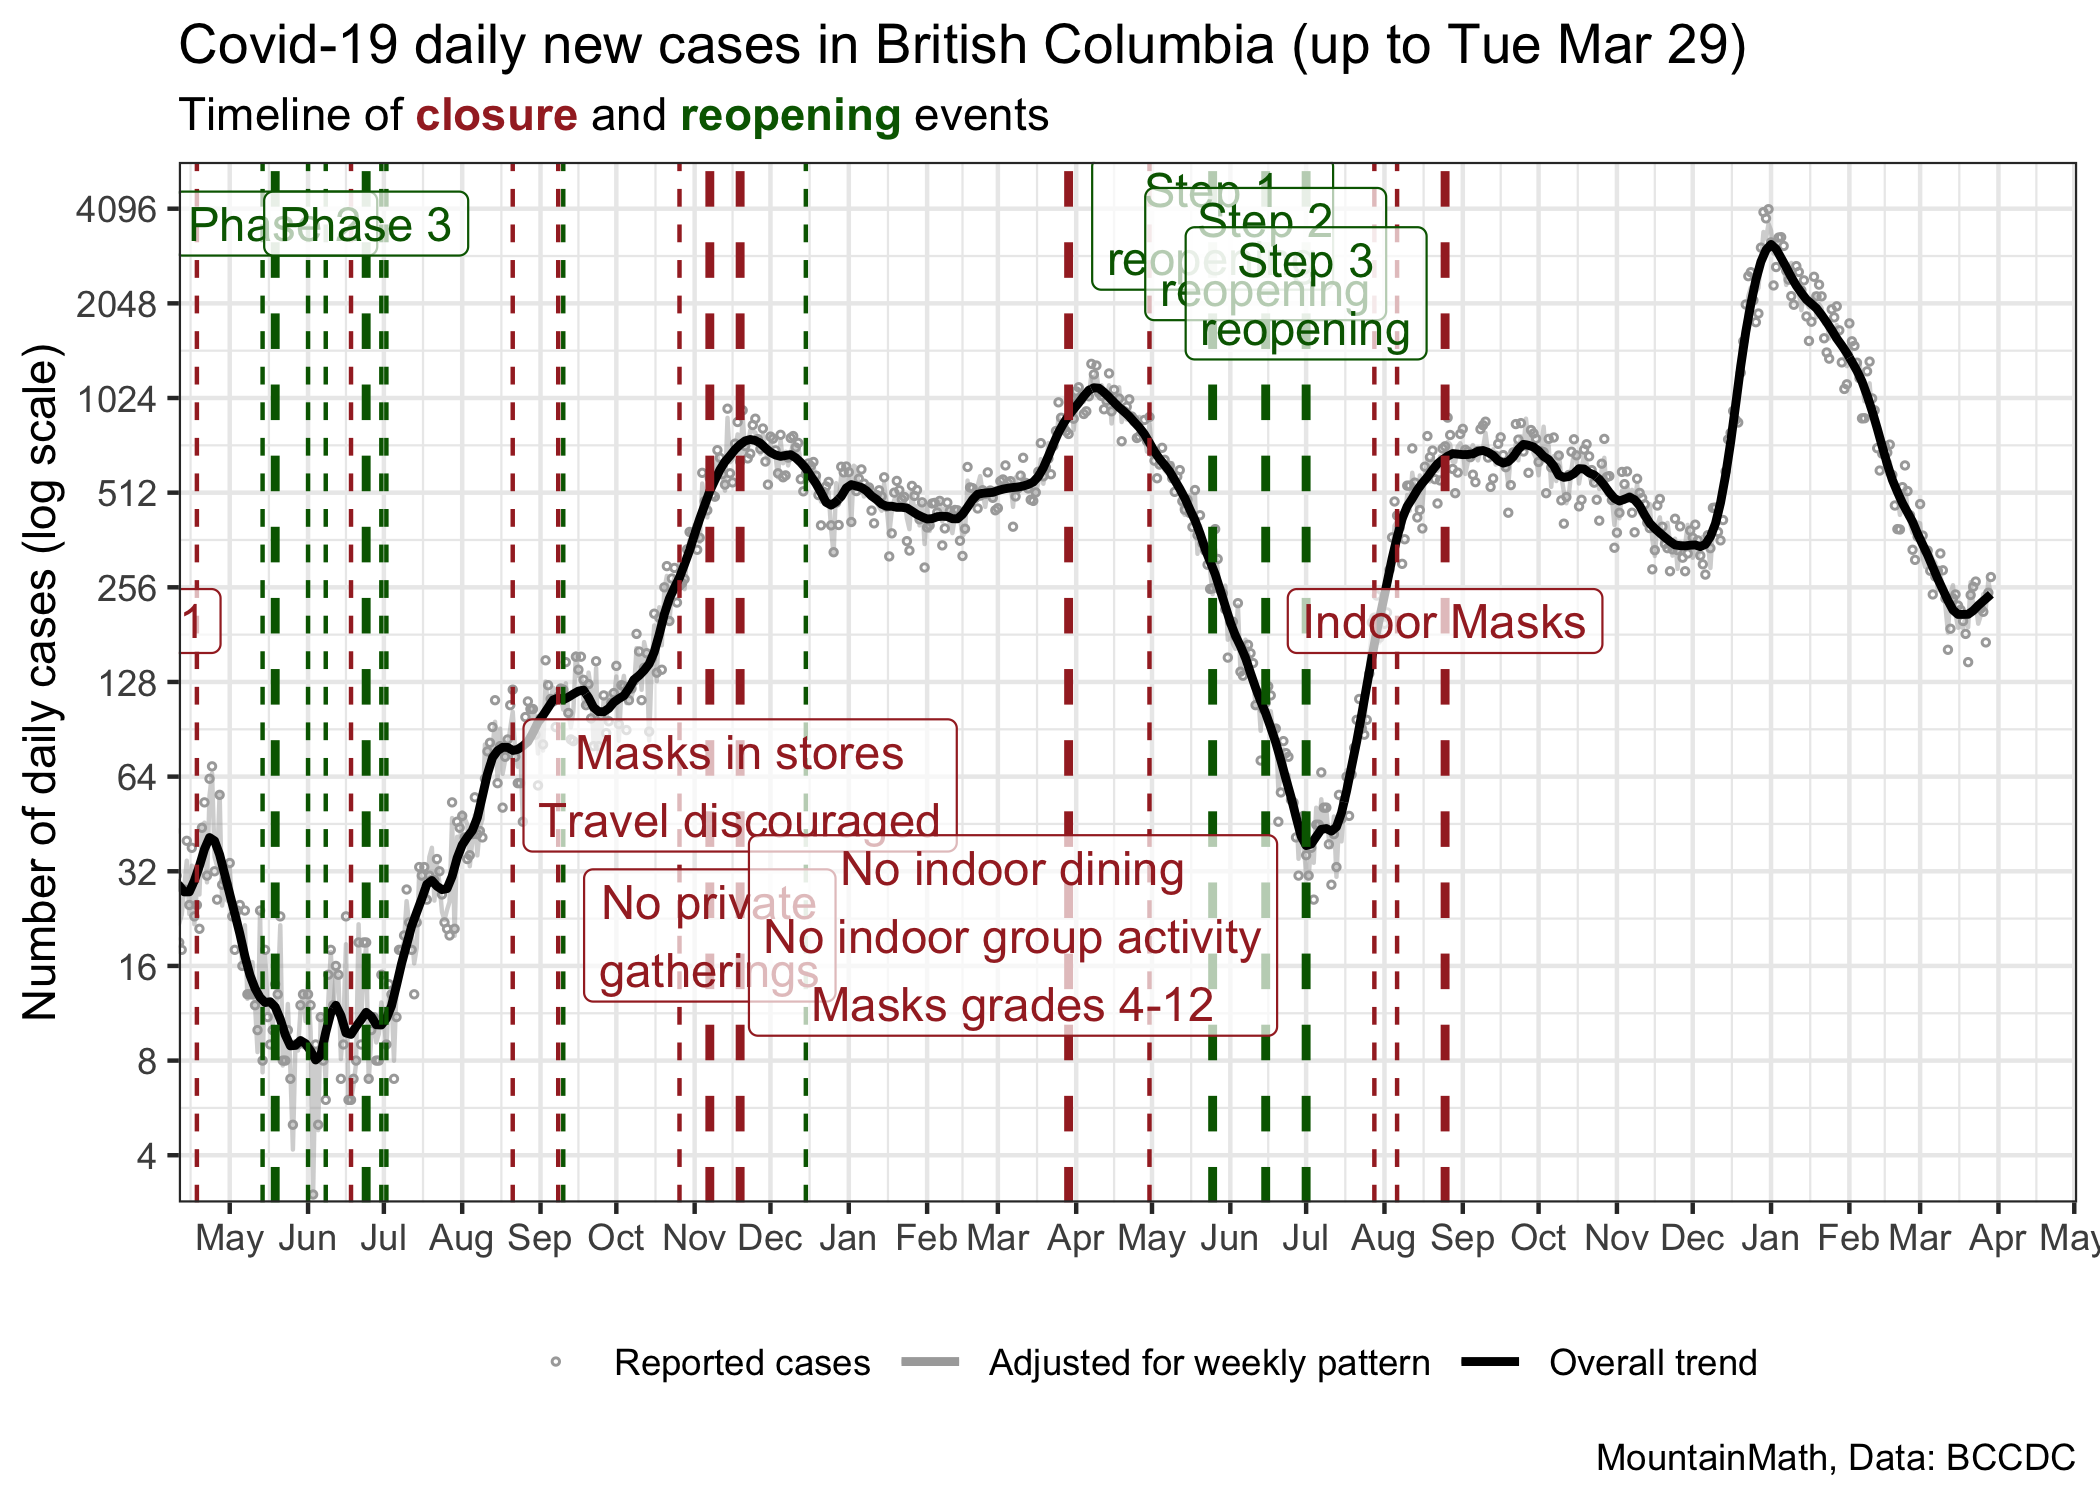 Covid-19 daily new cases in British Columbia (up to Tue Mar 29)
Timeline of closure and reopening events
Number of daily cases (log scale)
4096
2048
1024
512
256
128
64
32
16
8
4
Phase 3
Step 1
reopening
Step 2
reopening
Step 3
reopening
1
Indoor Masks
Masks in stores
Travel discouraged
No private
gatherings
No indoor dining
No indoor group activity
Masks grades 4-12
May Jun Jul Aug Sep Oct Nov Dec Jan Feb Mar Apr May Jun Jul Aug Sep Oct Nov Dec Jan Feb Mar Apr May
Reported cases Adjusted for weekly pattern Overall trend
MountainMath, Data: BCCDC